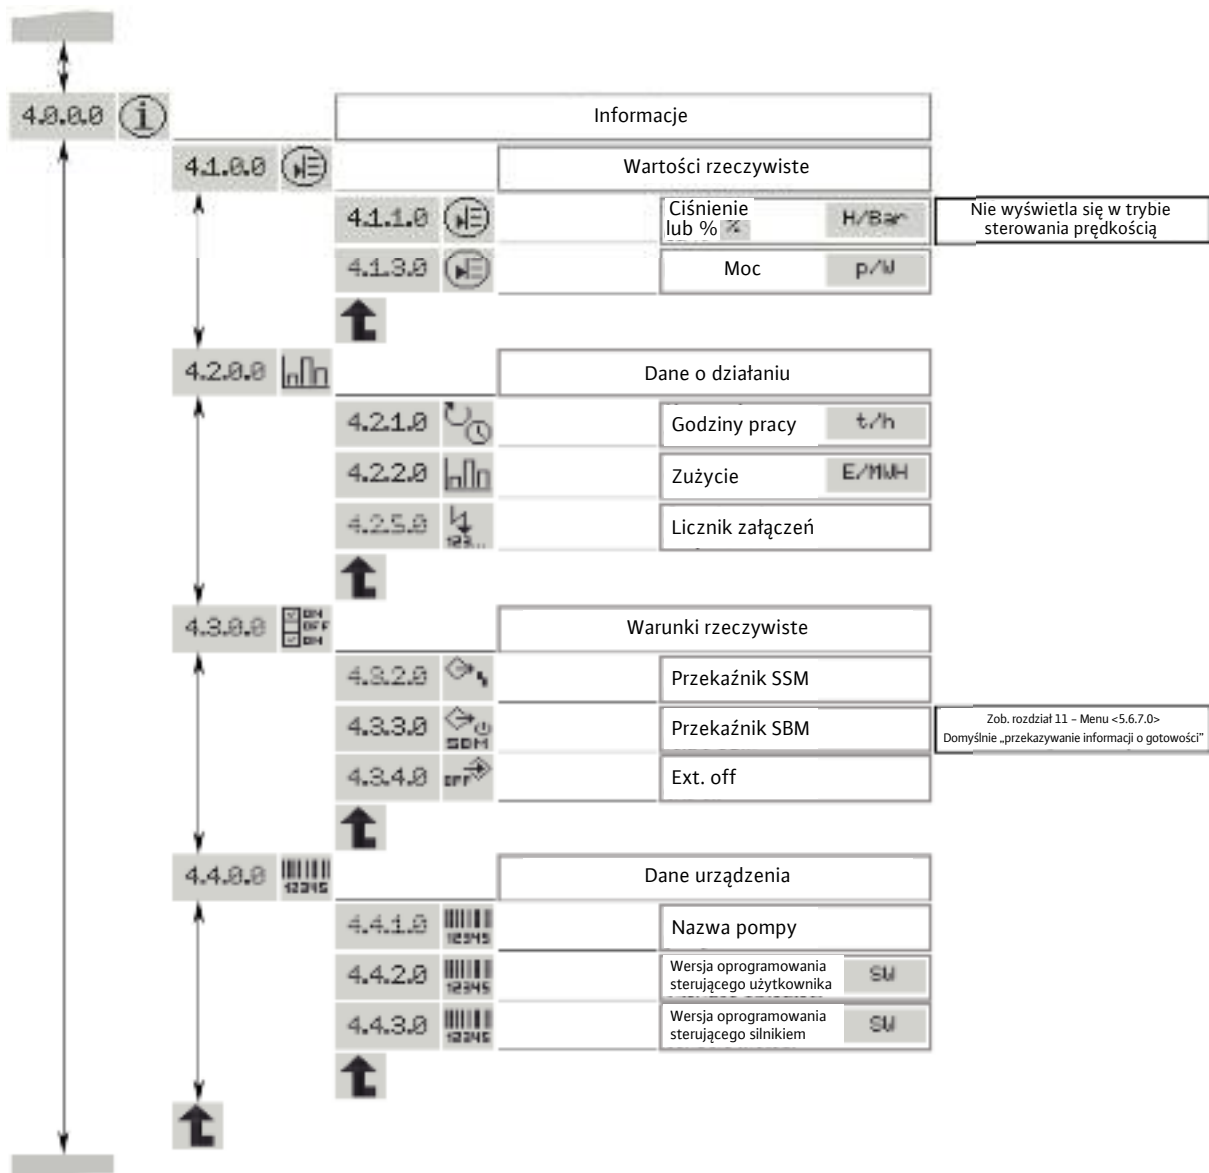 4.0.0.0 Informacje
4.1.0.0 Wartości rzeczywiste
4.1.1.0 Ciśnienie
lub % % H/Bar
Nie wyświetla się w trybie
sterowania prędkością
4.1.3.0 Moc p/W
4.2.0.0 Dane o działaniu
4.2.1.0 Godziny pracy t/h
4.2.2.0 Zużycie E/MWH
4.2.5.0 123... Licznik załączeń
4.3.0.0 ON OFF ON Warunki rzeczywiste
4.3.2.0 Przekaźnik SSM
4.3.3.0 SBM Przekaźnik SBM
Zob. rozdział 11 – Menu <5.6.7.0>
Domyślnie „przekazywanie informacji o gotowości”
4.3.4.0 OFF Ext. off
4.4.0.0 12345 Dane urządzenia
4.4.1.0 12345 Nazwa pompy
4.4.2.0 12345 Wersja oprogramowania
sterującego użytkownika SW
4.4.3.0 12345 Wersja oprogramowania
sterującego silnikiem SW